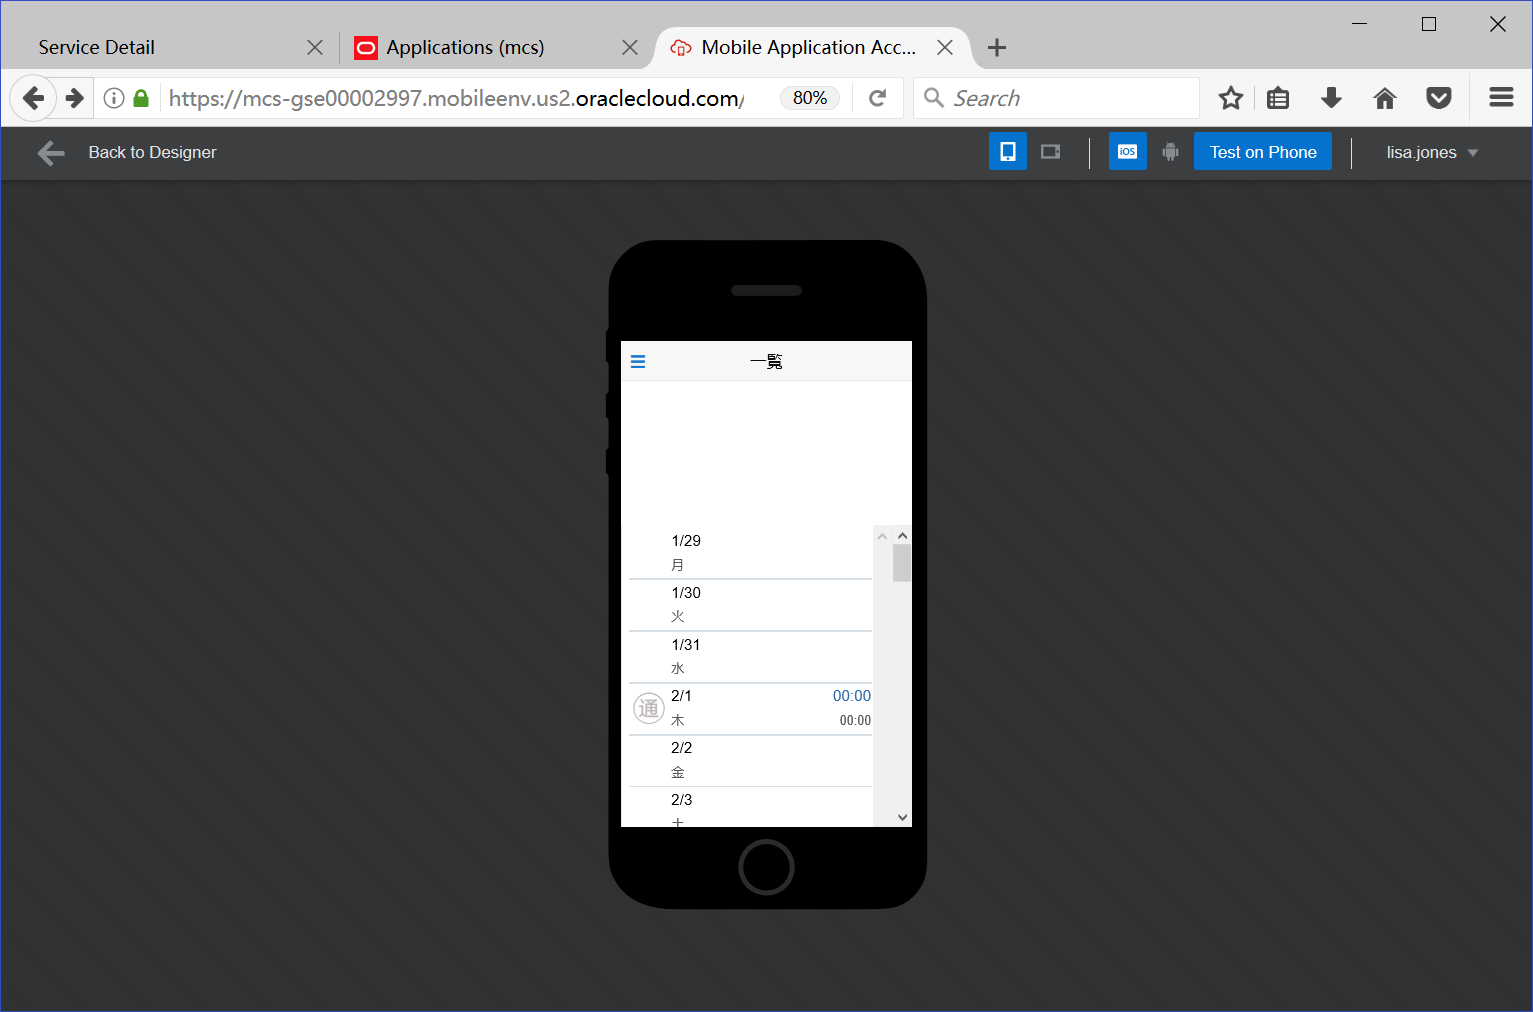 Service Detail
Applications (mcs)
Mobile Application Acc...
https://mcs-gse00002997.mobileenv.us2.oraclecloud.com/
80%
Search
Back to Designer
iOS
Test on Phone
lisa.jones
一覧
1/29
月
1/30
火
1/31
水
通
2/1
00:00
木
00:00
2/2
金
2/3
土